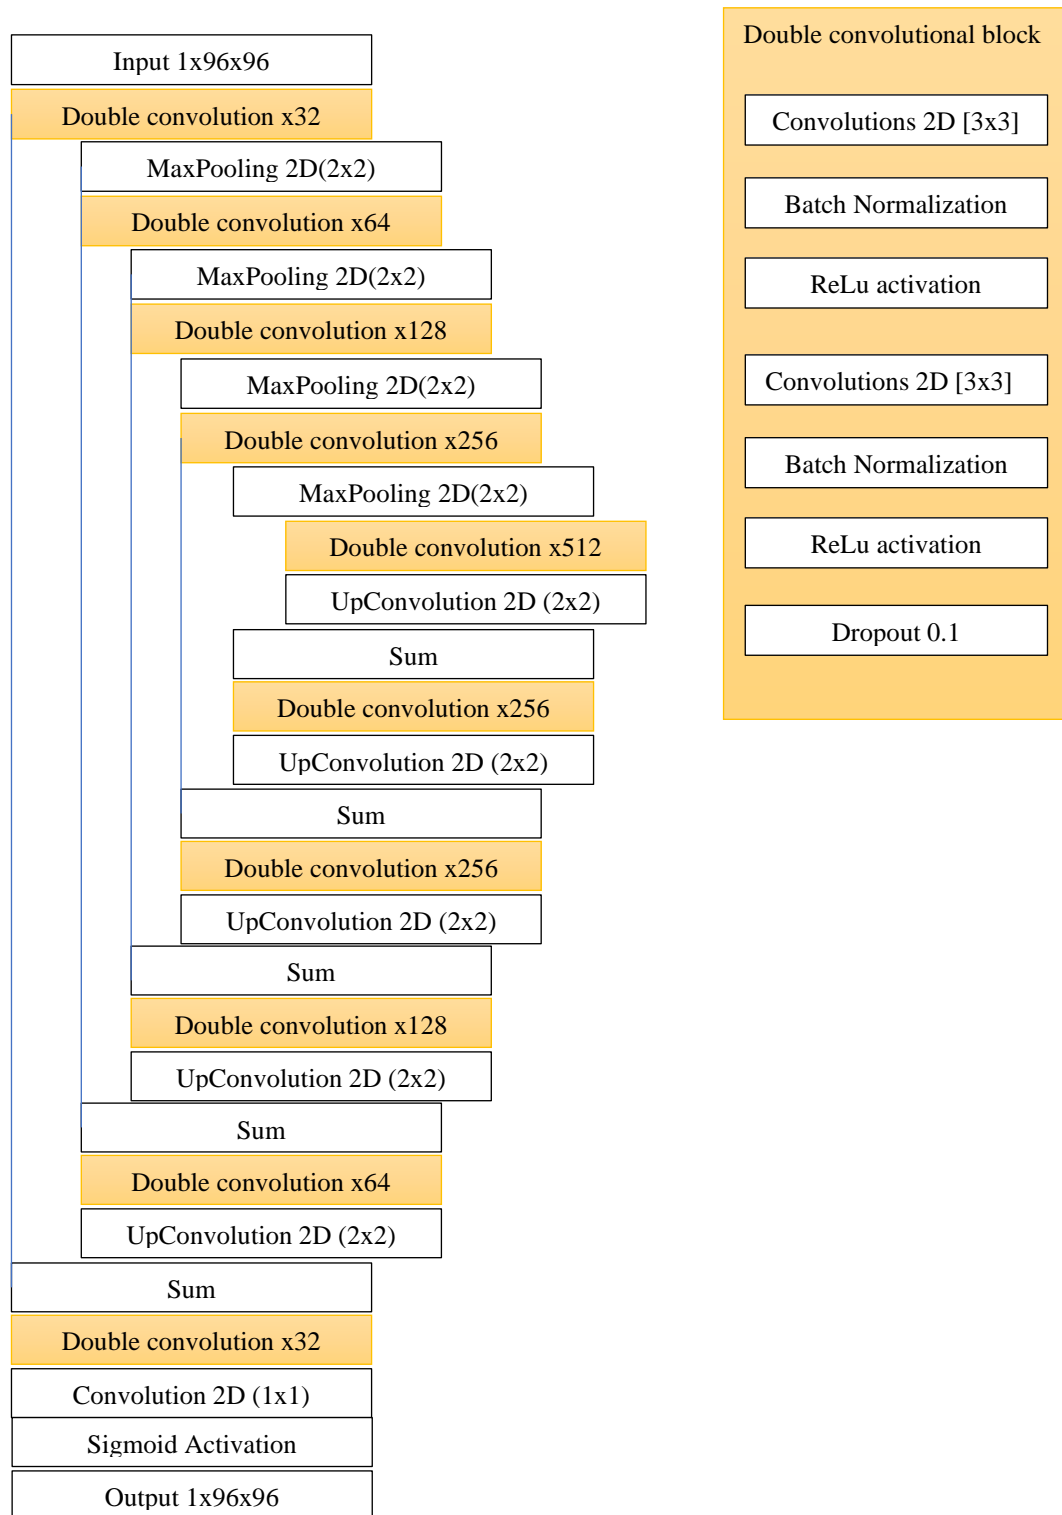 Input 1x96x96
Double convolution x32
MaxPooling 2D(2x2)
Double convolution x64
MaxPooling 2D(2x2)
Double convolution x128
MaxPooling 2D(2x2)
Double convolution x256
MaxPooling 2D(2x2)
Double convolution x512
UpConvolution 2D (2x2)
Sum
Double convolution x256
UpConvolution 2D (2x2)
Sum
Double convolution x256
UpConvolution 2D (2x2)
Sum
Double convolution x128
UpConvolution 2D (2x2)
Sum
Double convolution x64
UpConvolution 2D (2x2)
Sum
Double convolution x32
Convolution 2D (1x1)
Sigmoid Activation
Output 1x96x96
Double convolutional block
Convolutions 2D [3x3]
Batch Normalization
ReLu activation
Convolutions 2D [3x3]
Batch Normalization
ReLu activation
Dropout 0.1